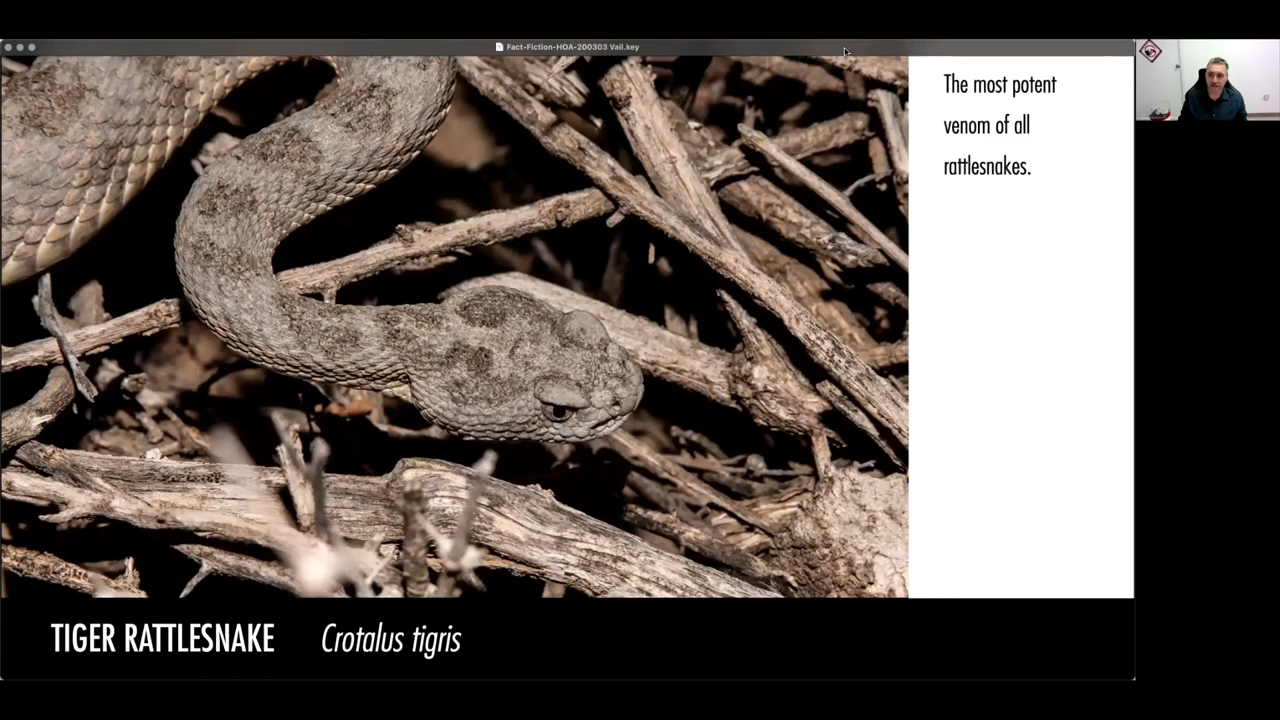 Fact-Fiction-HOA-200303 Vail.key
The most potent
venom of all
rattlesnakes.
TIGER RATTLESNAKE Crotalus tigris